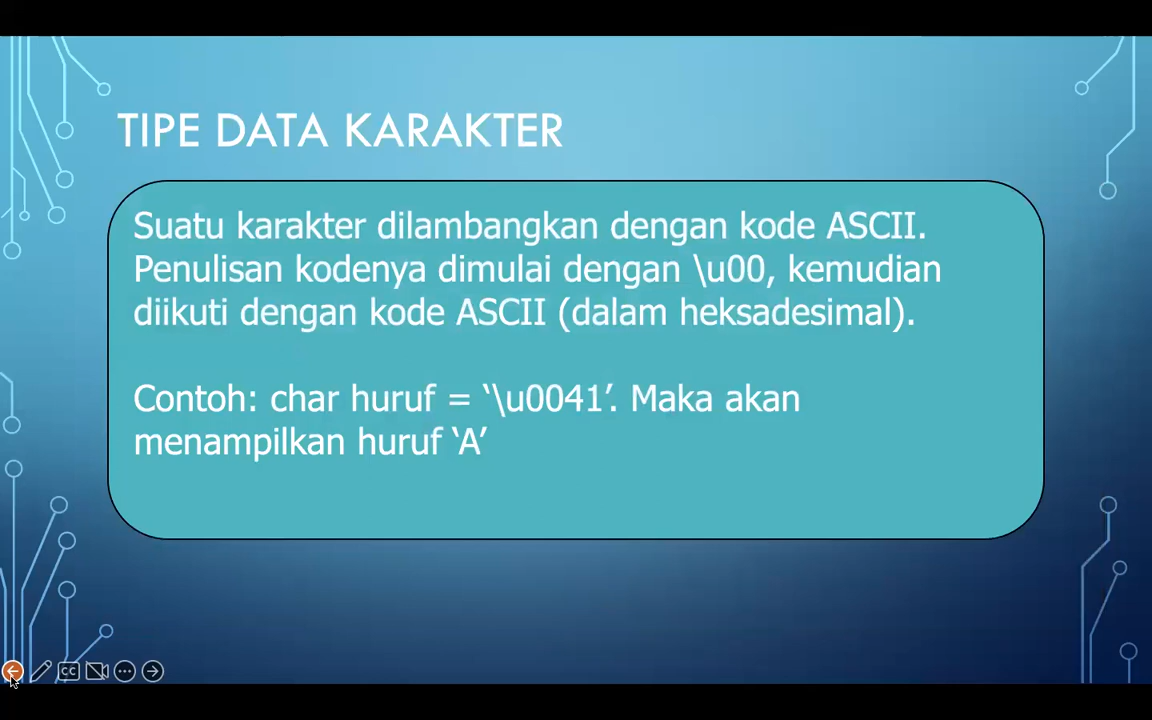 TIPE DATA KARAKTER
Suatu karakter dilambangkan dengan kode ASCII.
Penulisan kodenya dimulai dengan \u00, kemudian
diikuti dengan kode ASCII (dalam heksadesimal).
Contoh: char huruf = ‘\u0041’. Maka akan
menampilkan huruf ‘A’
CC